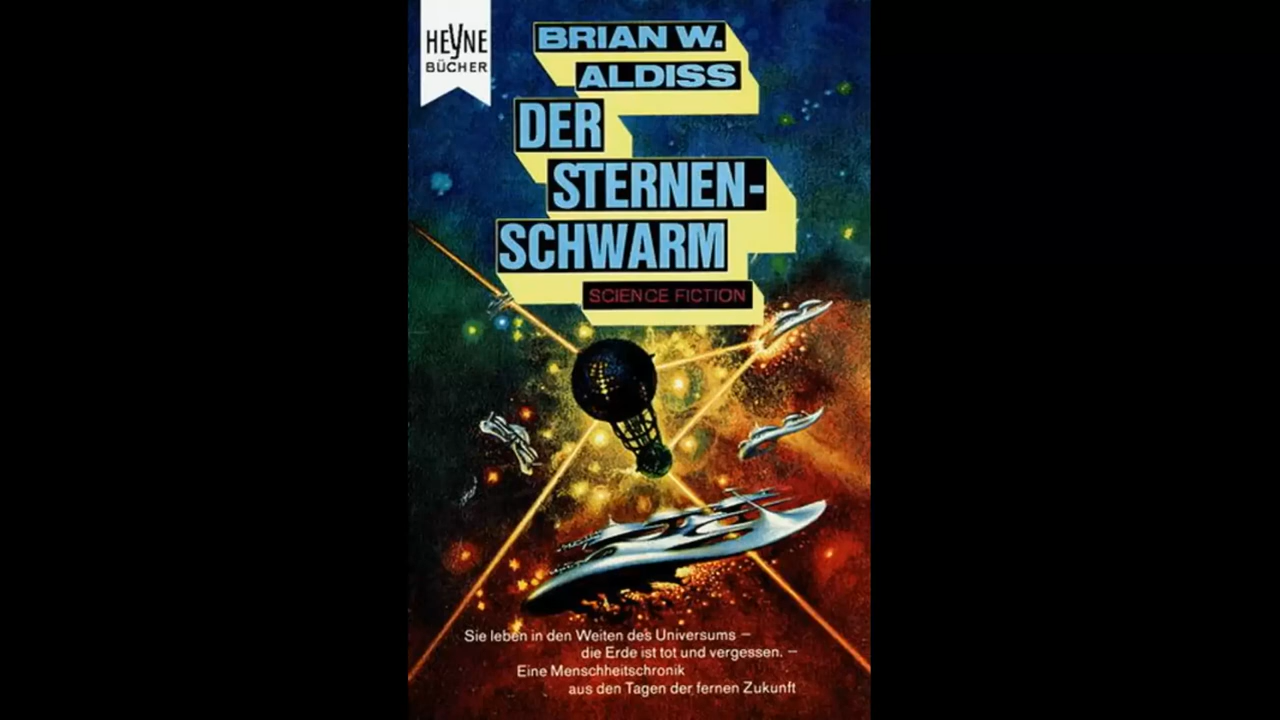 HEYNE
BÜCHER
BRIAN W.
ALDISS
DER
STERNEN-
SCHWARM
SCIENCE FICTION
Sie leben in den Weiten des Universums –
die Erde ist tot und vergessen. –
Eine Menschheitschronik
aus den Tagen der fernen Zukunft